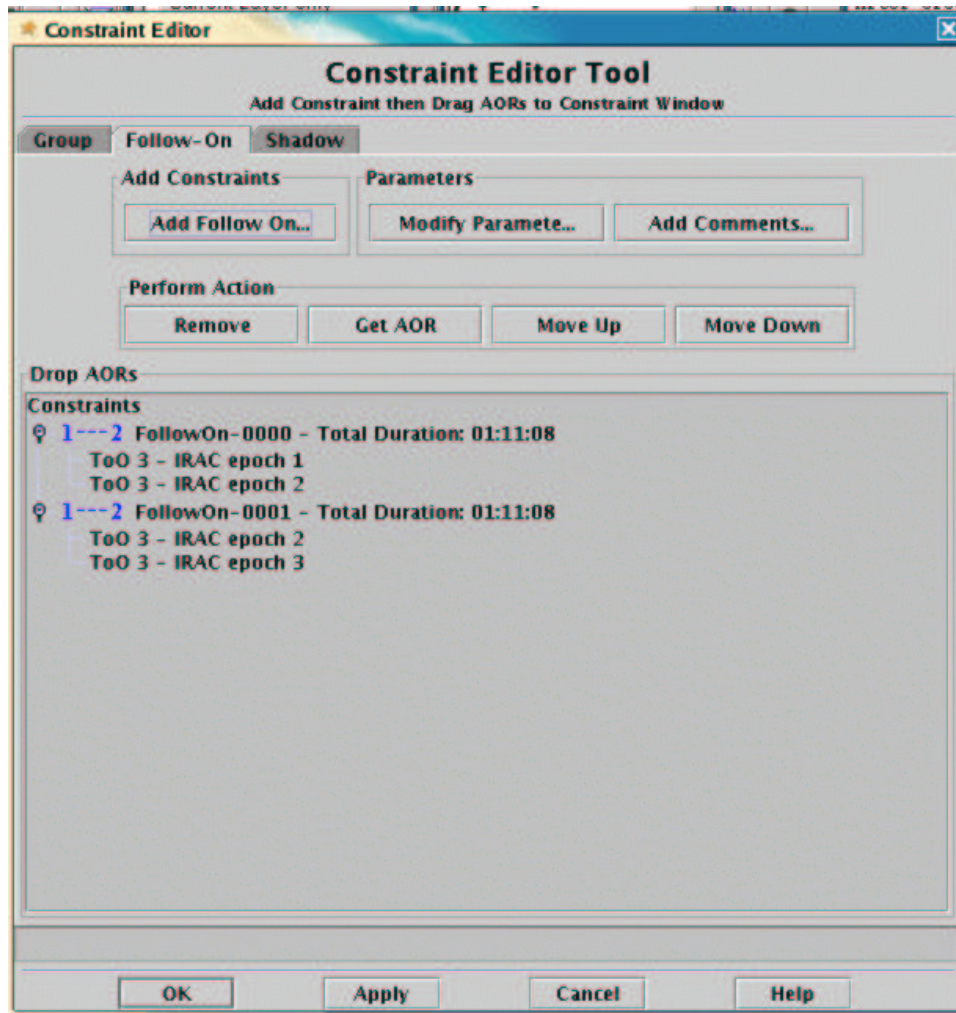 Constraint Editor
Constraint Editor Tool
Add Constraint then Drag AORs to Constraint Window
Group Follow-On Shadow
Add Constraints Parameters
Add Follow On... Modify Paramete... Add Comments...
Perform Action
Remove Get AOR Move Up Move Down
Drop AORs
Constraints
1---2 FollowOn-0000 - Total Duration: 01:11:08
ToO 3 - IRAC epoch 1
ToO 3 - IRAC epoch 2
1---2 FollowOn-0001 - Total Duration: 01:11:08
ToO 3 - IRAC epoch 2
ToO 3 - IRAC epoch 3
OK Apply Cancel Help